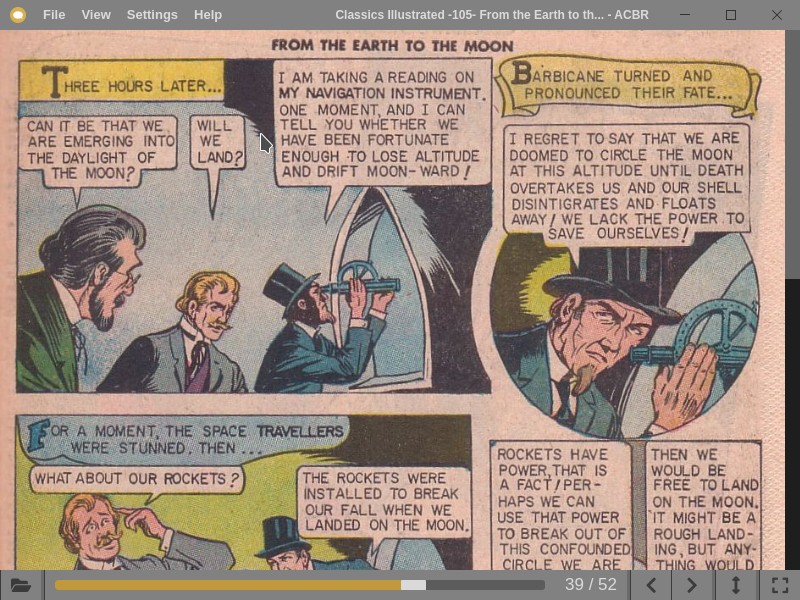 File View Settings Help
Classics Illustrated -105- From the Earth to th... - ACBR
FROM THE EARTH TO THE MOON
THREE HOURS LATER...
CAN IT BE THAT WE
ARE EMERGING INTO
THE DAYLIGHT OF
THE MOON?
WILL
WE
LAND?
I AM TAKING A READING ON
MY NAVIGATION INSTRUMENT.
ONE MOMENT, AND I CAN
TELL YOU WHETHER WE
HAVE BEEN FORTUNATE
ENOUGH TO LOSE ALTITUDE
AND DRIFT MOON-WARD!
BARBICANE TURNED AND
PRONOUNCED THEIR FATE...
I REGRET TO SAY THAT WE ARE
DOOMED TO CIRCLE THE MOON
AT THIS ALTITUDE UNTIL DEATH
OVERTAKES US AND OUR SHELL
DISINTIGRATES AND FLOATS
AWAY! WE LACK THE POWER TO
SAVE OURSELVES!
FOR A MOMENT, THE SPACE TRAVELLERS
WERE STUNNED. THEN ...
WHAT ABOUT OUR ROCKETS?
THE ROCKETS WERE
INSTALLED TO BREAK
OUR FALL WHEN WE
LANDED ON THE MOON.
ROCKETS HAVE
POWER, THAT IS
A FACT! PER-
HAPS WE CAN
USE THAT POWER
TO BREAK OUT OF
THIS CONFOUNDED
CIRCLE WE ARE
THEN WE
WOULD BE
FREE TO LAND
ON THE MOON.
IT MIGHT BE A
ROUGH LAND-
ING, BUT ANY-
THING WOULD
39 / 52